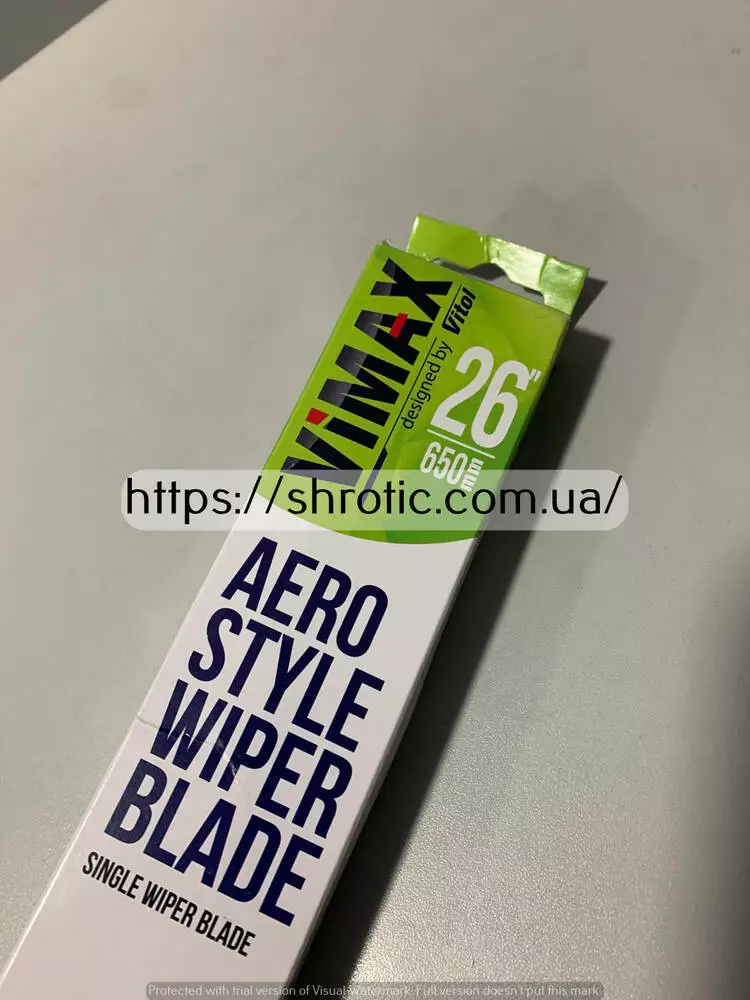 ViMAX
designed by Vitol
26"
650mm
https://shrotic.com.ua/
AERO
STYLE
WIPER
BLADE
SINGLE WIPER BLADE
Protected with trial version of Visual Watermark. Full version doesn't put this mark.